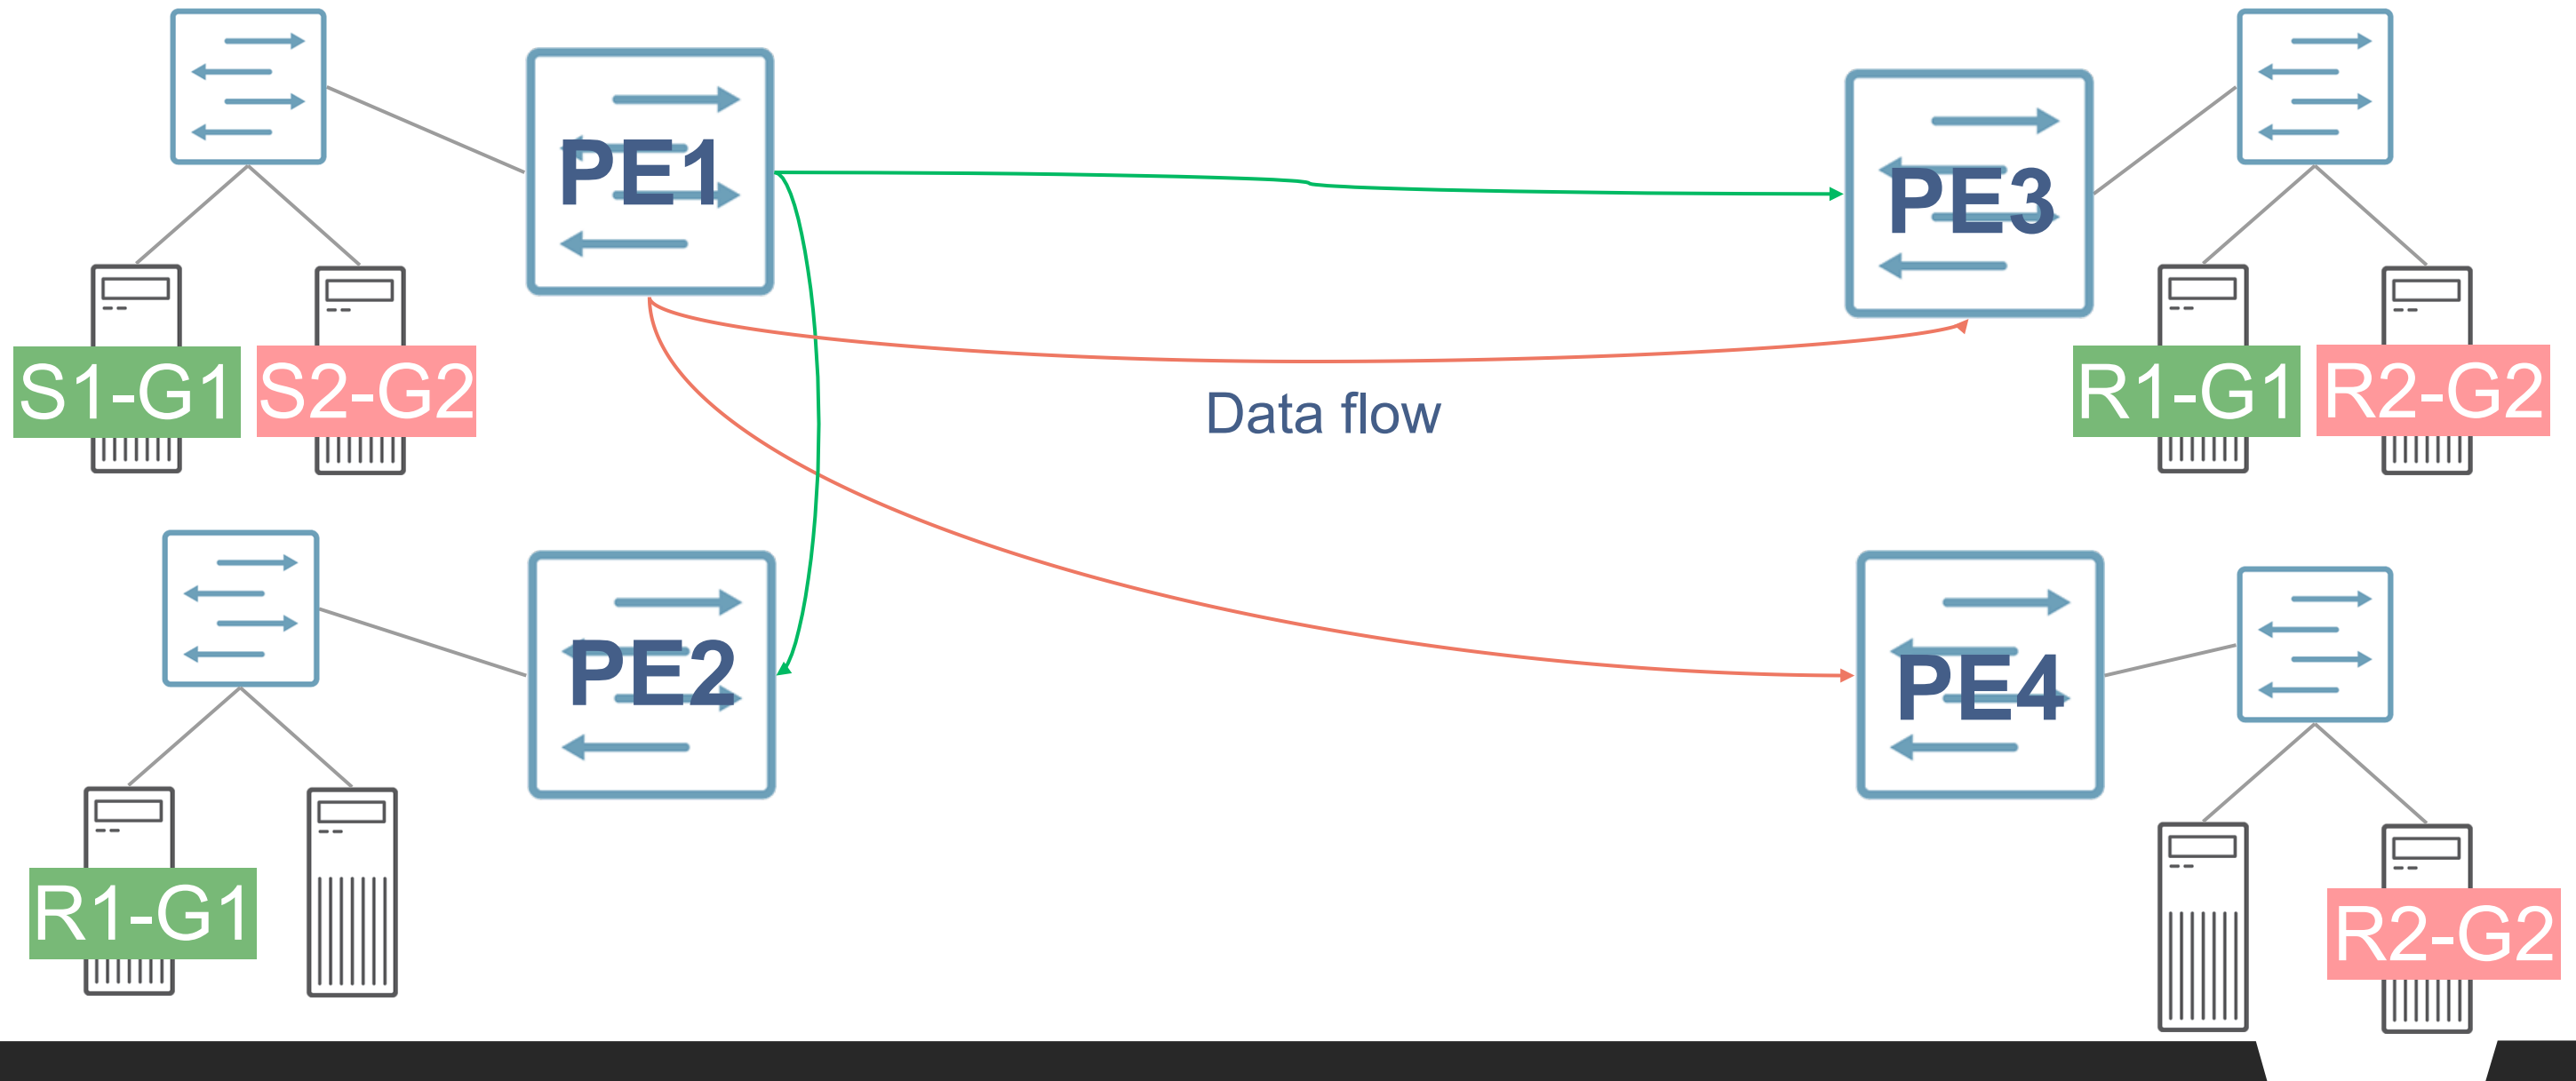 PE1
PE3
S1-G1
S2-G2
Data flow
R1-G1
R2-G2
PE2
PE4
R1-G1
R2-G2